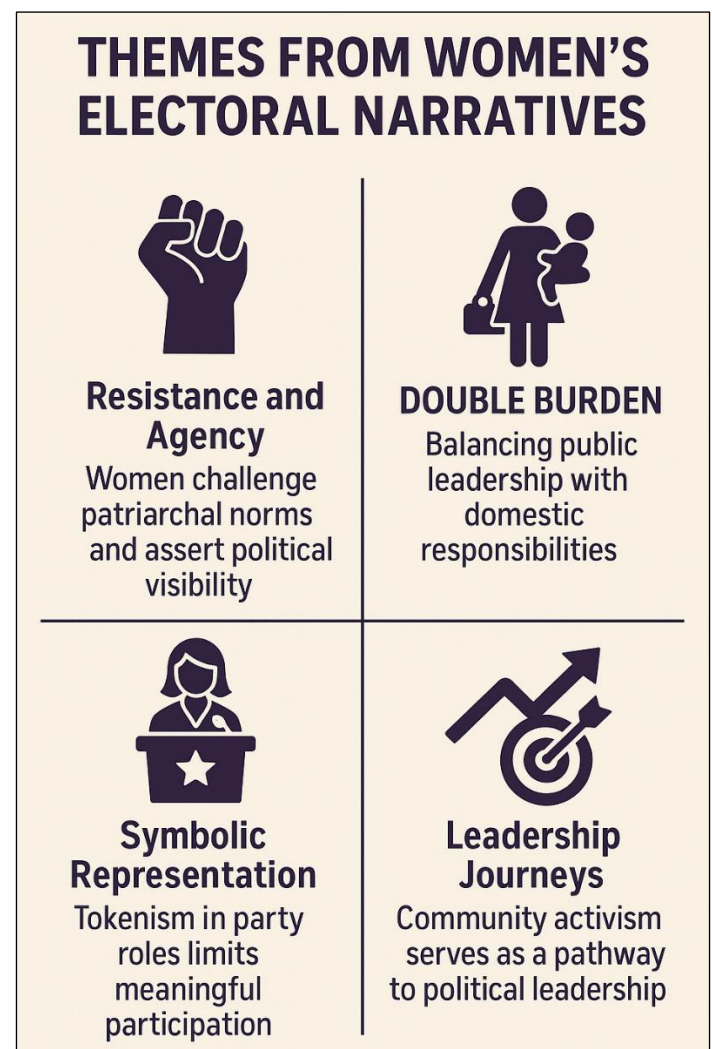 THEMES FROM WOMEN'S
ELECTORAL NARRATIVES
Resistance and
Agency
Women challenge
patriarchal norms
and assert political
visibility
DOUBLE BURDEN
Balancing public
leadership with
domestic
responsibilities
Symbolic
Representation
Tokenism in party
roles limits
meaningful
participation
Leadership
Journeys
Community activism
serves as a pathway
to political leadership